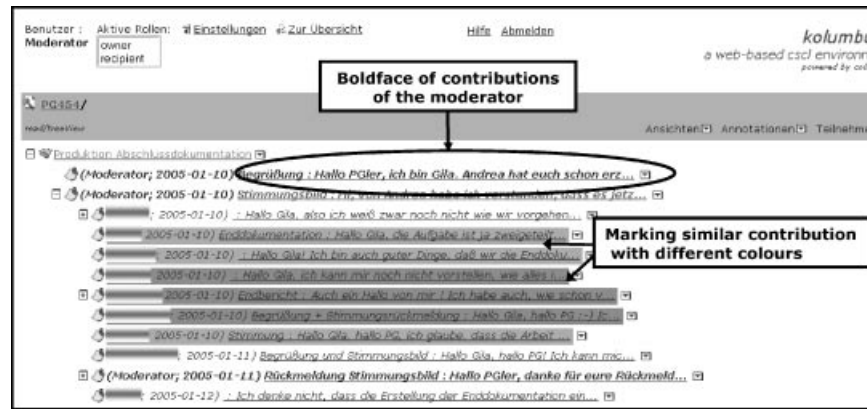 Benutzer : Aktive Rollen: Einstellungen Zur Übersicht Hilfe Abmelden
Moderator owner
recipient
kolumbu
a web-based cscl environm
powered by
Boldface of contributions
of the moderator
PG454/
read/treeView
Ansichten Annotationen Teilnehm
Produktion Abschlussdokumentation
(Moderator; 2005-01-10) Begrüßung : Hallo PGler, ich bin Gila. Andrea hat euch schon erz...
(Moderator; 2005-01-10) Stimmungsbild : Hi, von Andrea habe ich verstanden, dass es jetz...
; 2005-01-10) : Hallo Gila, also ich weiß zwar noch nicht wie wir vorgehen...
2005-01-10) Enddokumentation : Hallo Gila, die Aufgabe ist ja zweigeteilt...
2005-01-10) : Hallo Gila! Ich bin auch guter Dinge, daß wir die Enddoku...
2005-01-10) : Hallo Gila, ich kann mir noch nicht vorstellen, wie alles i...
Marking similar contribution
with different colours
2005-01-10) Endbericht : Auch ein Hallo von mir ! Ich habe auch, wie schon v...
2005-01-10) Begrüßung + Stimmungsrückmeldung : Hallo Gila, hallo PG :-) Ic...
2005-01-10) Stimmung : Hallo Gila, hallo PG, ich glaube, dass die Arbeit ...
; 2005-01-11) Begrüßung und Stimmungsbild : Hallo Gila, hallo PG! Ich kann mic...
(Moderator; 2005-01-11) Rückmeldung Stimmungsbild : Hallo PGler, danke für eure Rückmeld...
; 2005-01-12) : Ich denke nicht, dass die Erstellung der Enddokumentation ein...